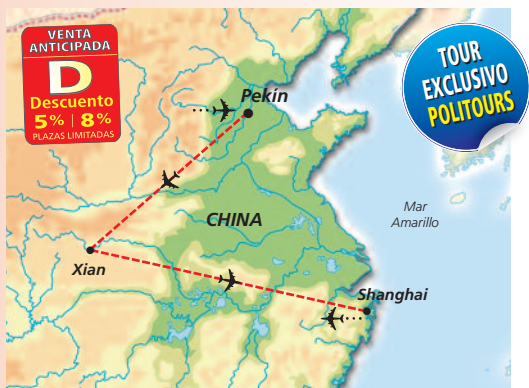 VENTA
ANTICIPADA
D
Descuento
5% | 8%
PLAZAS LIMITADAS
TOUR
EXCLUSIVO
POLITOURS
Pekín
Mar
Amarillo
CHINA
Xian
Shanghai